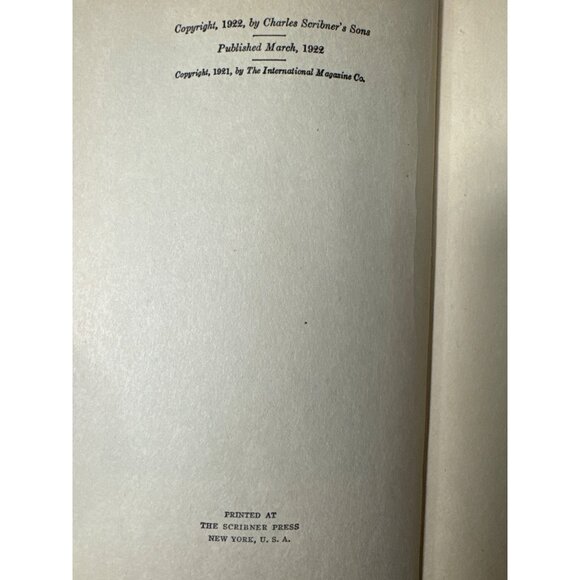 Copyright, 1922, by Charles Scribner's Sons
Published March, 1922
Copyright, 1921, by The International Magazine Co.
PRINTED AT
THE SCRIBNER PRESS
NEW YORK, U. S. A.